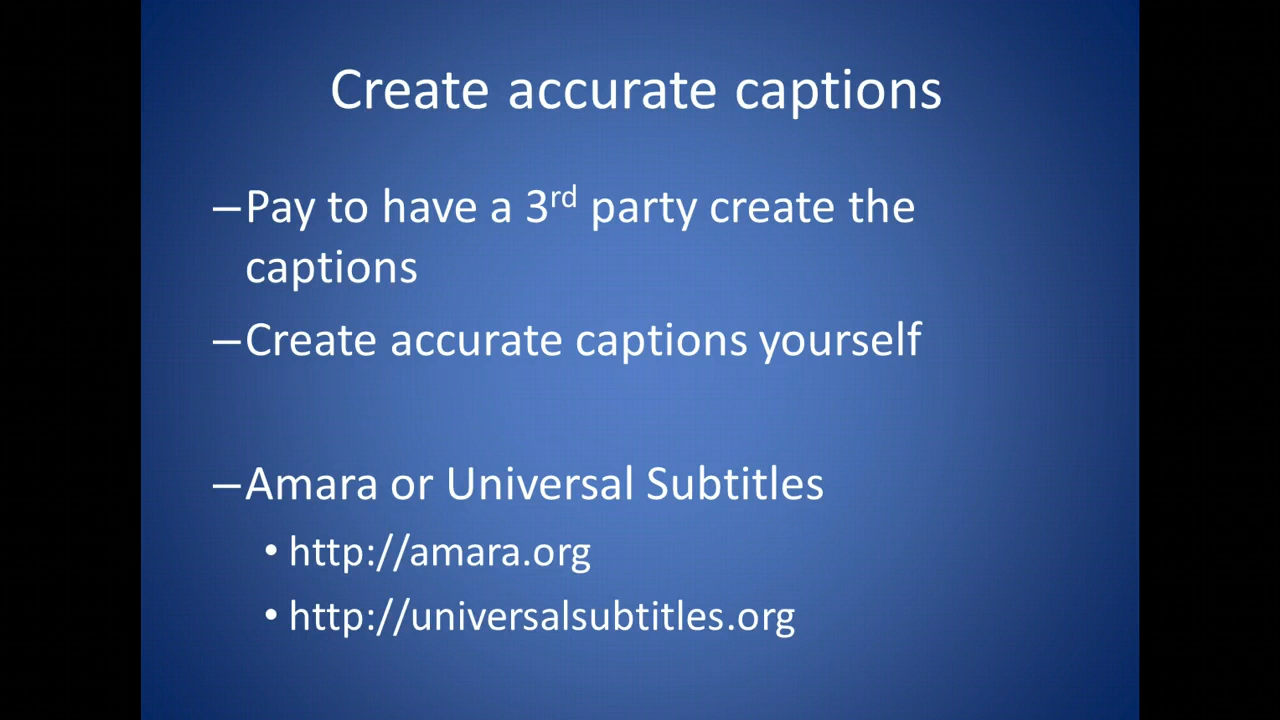 Create accurate captions
–Pay to have a 3rd party create the
captions
–Create accurate captions yourself
–Amara or Universal Subtitles
• http://amara.org
• http://universalsubtitles.org